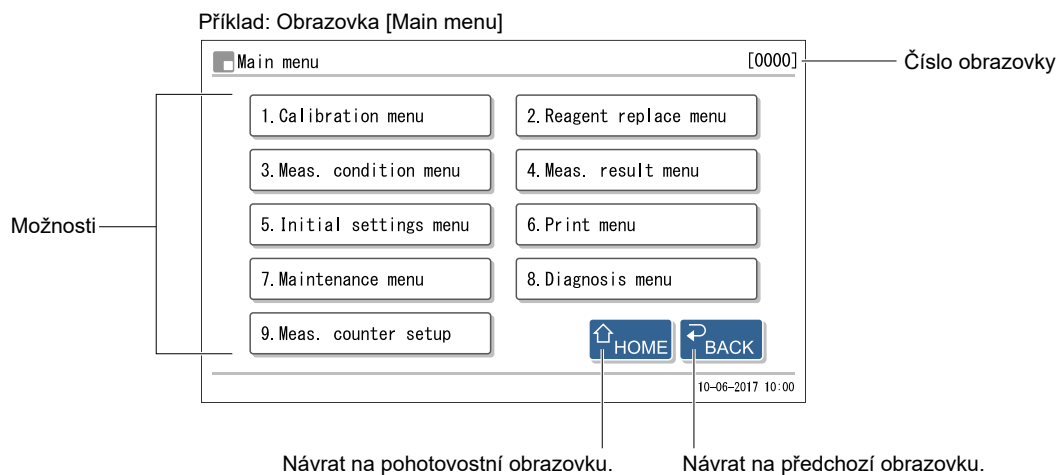 Příklad: Obrazovka [Main menu]
Main menu [0000]
Číslo obrazovky
1.Calibration menu 2.Reagent replace menu
3.Meas. condition menu 4.Meas. result menu
Možnosti
5.Initial settings menu 6.Print menu
7.Maintenance menu 8.Diagnosis menu
9.Meas. counter setup HOME BACK
10-06-2017 10:00
Návrat na pohotovostní obrazovku. Návrat na předchozí obrazovku.